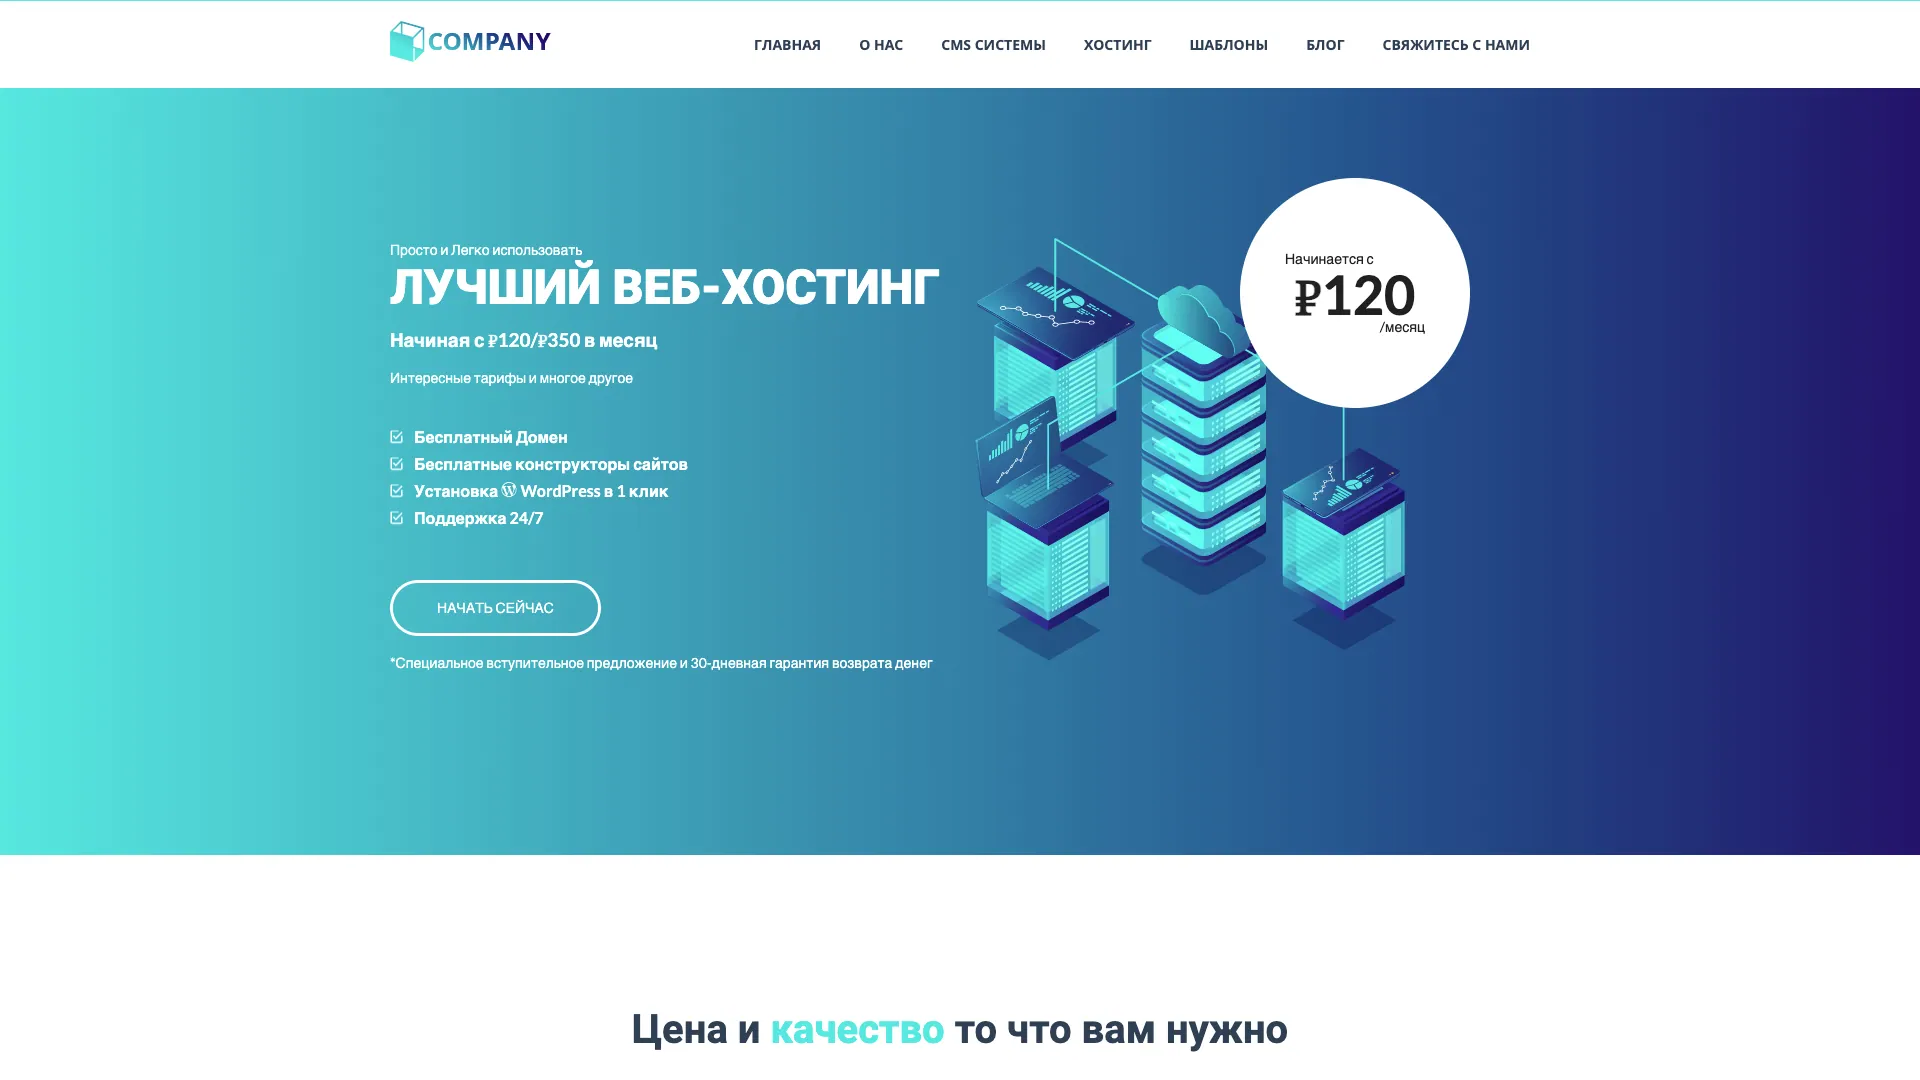 COMPANY
ГЛАВНАЯ
О НАС
CMS СИСТЕМЫ
ХОСТИНГ
ШАБЛОНЫ
БЛОГ
СВЯЖИТЕСЬ С НАМИ
Просто и Легко использовать
ЛУЧШИЙ ВЕБ-ХОСТИНГ
Начиная с ₽120/₽350 в месяц
Интересные тарифы и многое другое
Бесплатный Домен
Бесплатные конструкторы сайтов
Установка WordPress в 1 клик
Поддержка 24/7
НАЧАТЬ СЕЙЧАС
*Специальное вступительное предложение и 30-дневная гарантия возврата денег
Начинается с
₽120
/месяц
Цена и качество то что вам нужно